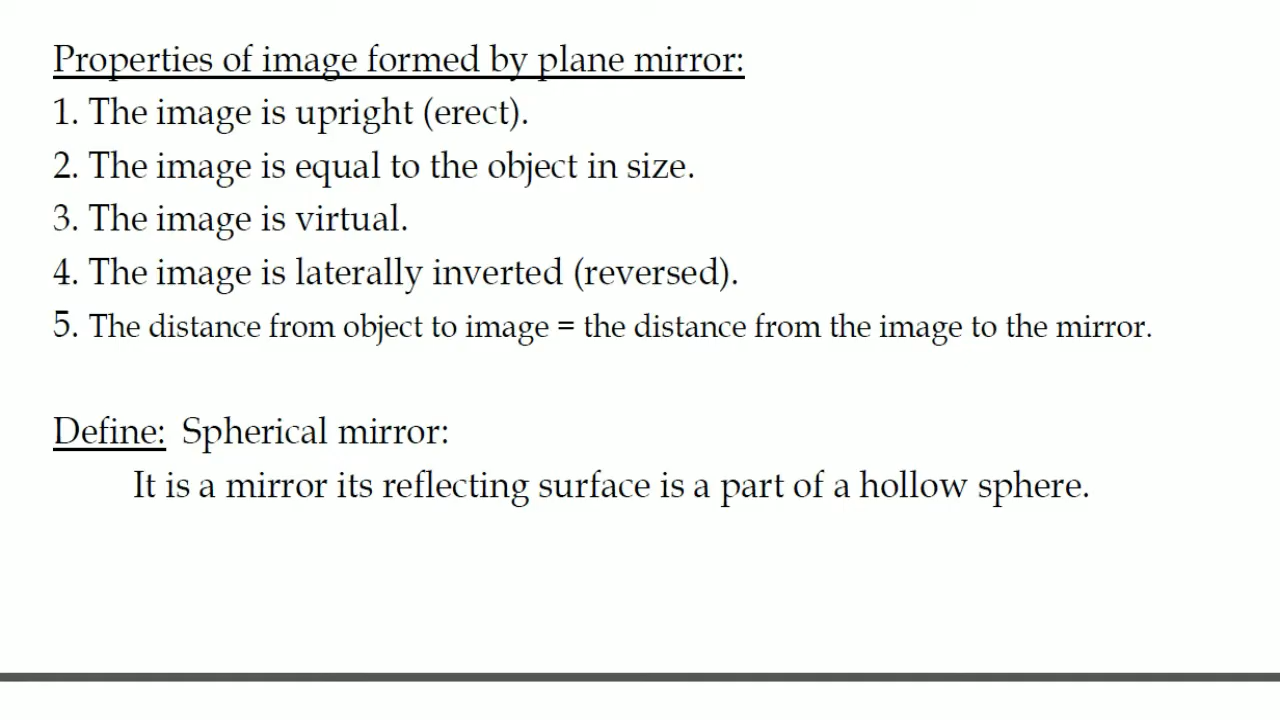 Properties of image formed by plane mirror:
1. The image is upright (erect).
2. The image is equal to the object in size.
3. The image is virtual.
4. The image is laterally inverted (reversed).
5. The distance from object to image = the distance from the image to the mirror.
Define: Spherical mirror:
It is a mirror its reflecting surface is a part of a hollow sphere.